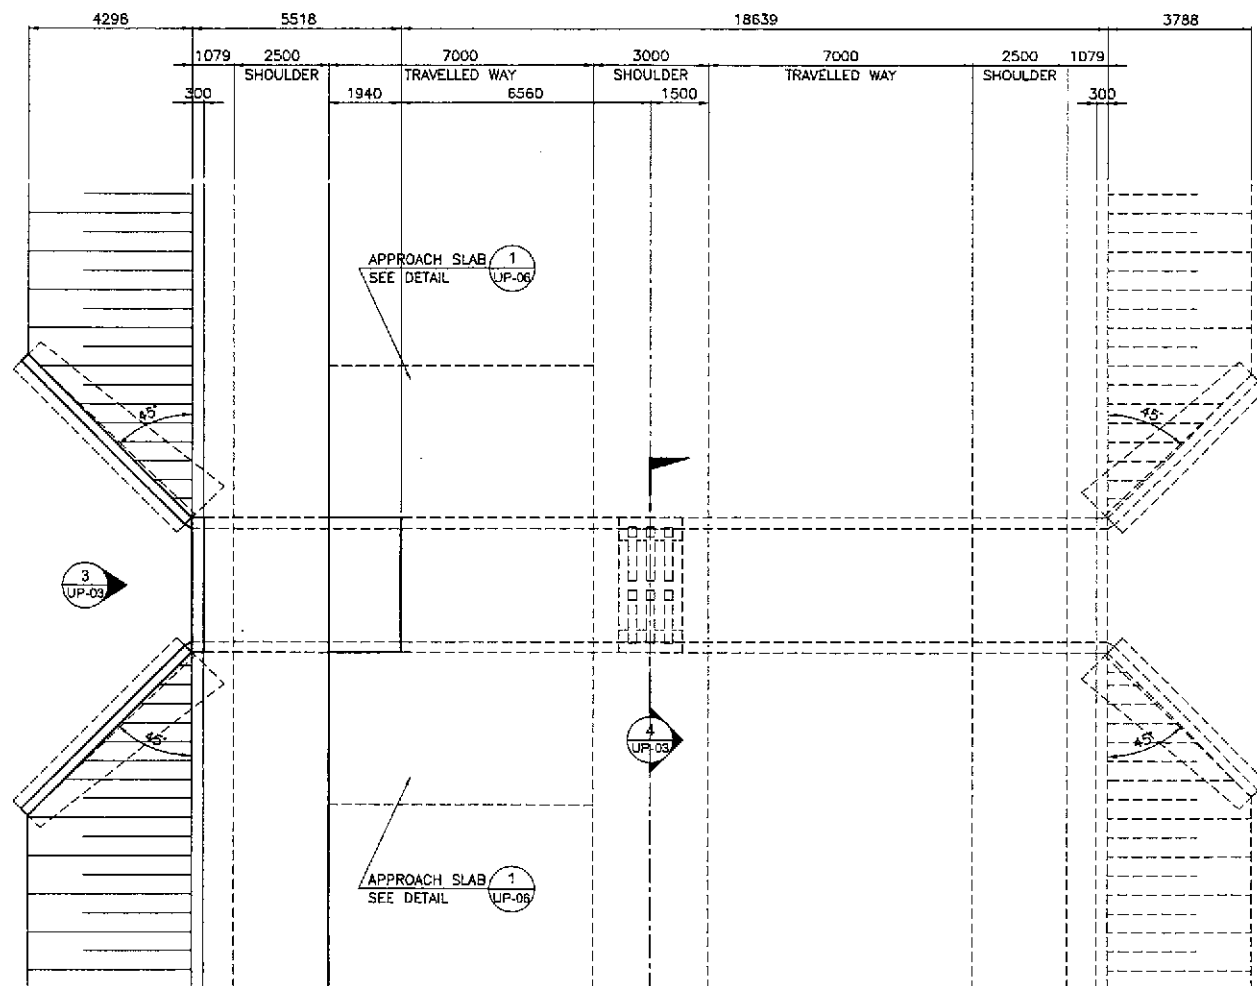 4296 5518 18639 3788
1079 2500 7000 3000 7000 2500 1079
SHOULDER TRAVELLED WAY SHOULDER TRAVELLED WAY SHOULDER
300 1940 6560 1500 300
APPROACH SLAB 1
SEE DETAIL UP-06
45° 45°
3
UP-03
4
UP-03
45° 45°
APPROACH SLAB 1
SEE DETAIL UP-06